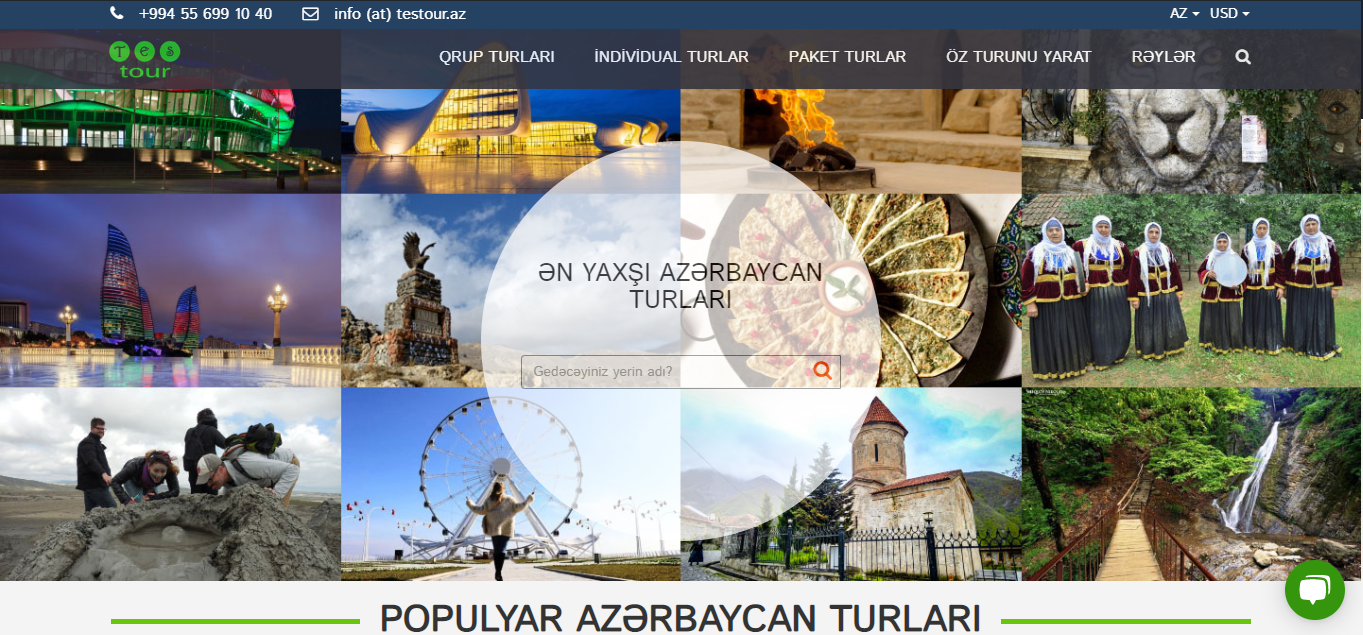 +994 55 699 10 40
info (at) testour.az
AZ
USD
Tes
tour
QRUP TURLARI
İNDİVİDUAL TURLAR
PAKET TURLAR
ÖZ TURUNU YARAT
RƏYLƏR
ƏN YAXŞI AZƏRBAYCAN
TURLARI
Gedəcəyiniz yerin adı?
POPULYAR AZƏRBAYCAN TURLARI